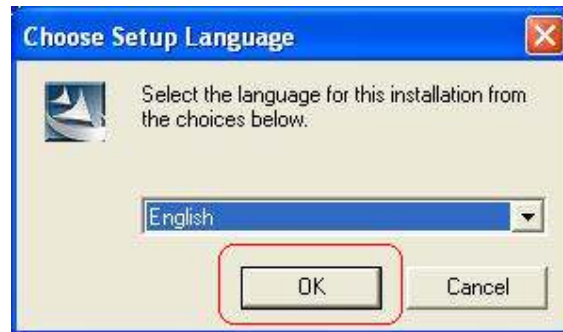 Choose Setup Language
Select the language for this installation from
the choices below.
English
OK
Cancel